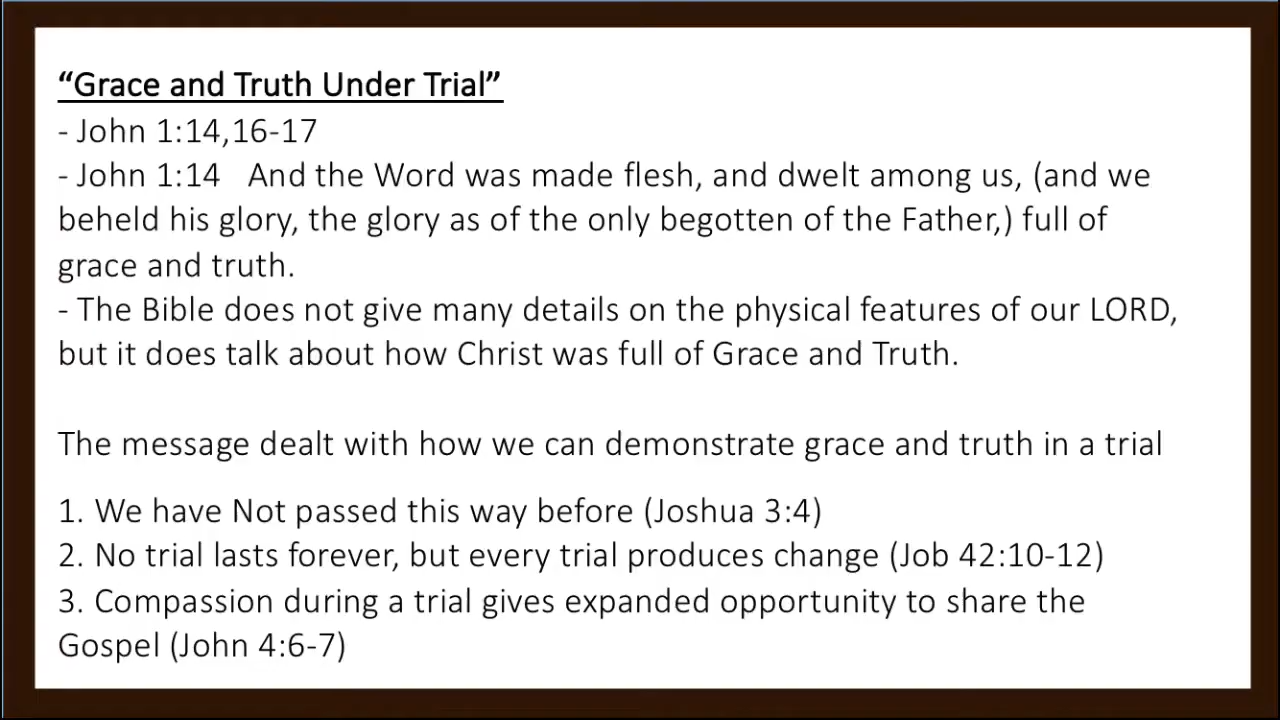 “Grace and Truth Under Trial”
- John 1:14,16-17
- John 1:14 And the Word was made flesh, and dwelt among us, (and we
beheld his glory, the glory as of the only begotten of the Father,) full of
grace and truth.
- The Bible does not give many details on the physical features of our LORD,
but it does talk about how Christ was full of Grace and Truth.
The message dealt with how we can demonstrate grace and truth in a trial
1. We have Not passed this way before (Joshua 3:4)
2. No trial lasts forever, but every trial produces change (Job 42:10-12)
3. Compassion during a trial gives expanded opportunity to share the
Gospel (John 4:6-7)